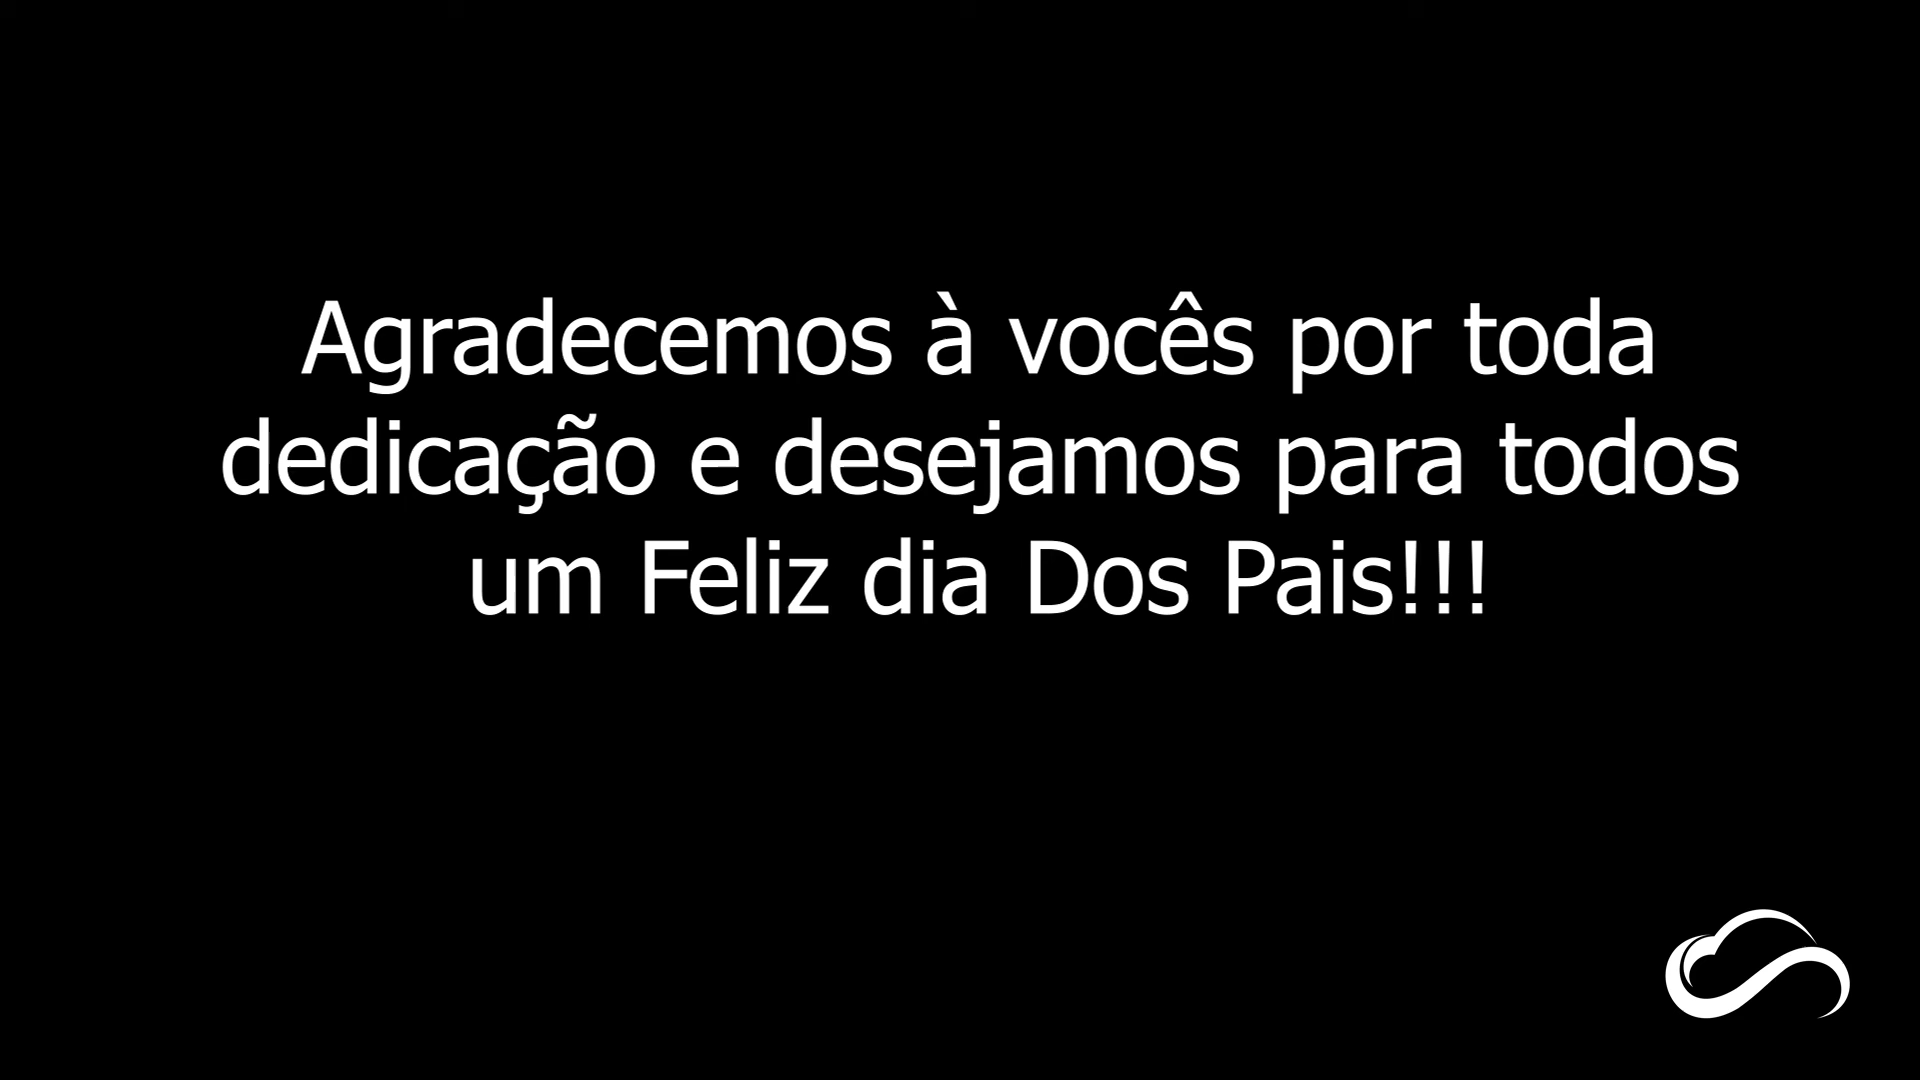 Agradecemos à vocês por toda
dedicação e desejamos para todos
um Feliz dia Dos Pais!!!